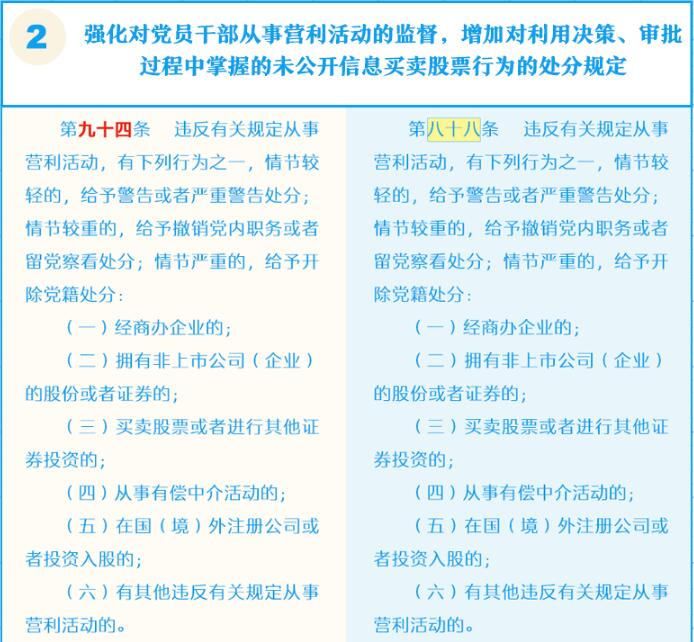 2
强化对党员干部从事营利活动的监督，增加对利用决策、审批
过程中掌握的未公开信息买卖股票行为的处分规定
第九十四条　违反有关规定从事
营利活动，有下列行为之一，情节较
轻的，给予警告或者严重警告处分；
情节较重的，给予撤销党内职务或者
留党察看处分；情节严重的，给予开
除党籍处分：
（一）经商办企业的；
（二）拥有非上市公司（企业）
的股份或者证券的；
（三）买卖股票或者进行其他证
券投资的；
（四）从事有偿中介活动的；
（五）在国（境）外注册公司或
者投资入股的；
（六）有其他违反有关规定从事
营利活动的。
第八十八条　违反有关规定从事
营利活动，有下列行为之一，情节较
轻的，给予警告或者严重警告处分；
情节较重的，给予撤销党内职务或者
留党察看处分；情节严重的，给予开
除党籍处分：
（一）经商办企业的；
（二）拥有非上市公司（企业）
的股份或者证券的；
（三）买卖股票或者进行其他证
券投资的；
（四）从事有偿中介活动的；
（五）在国（境）外注册公司或
者投资入股的；
（六）有其他违反有关规定从事
营利活动的。